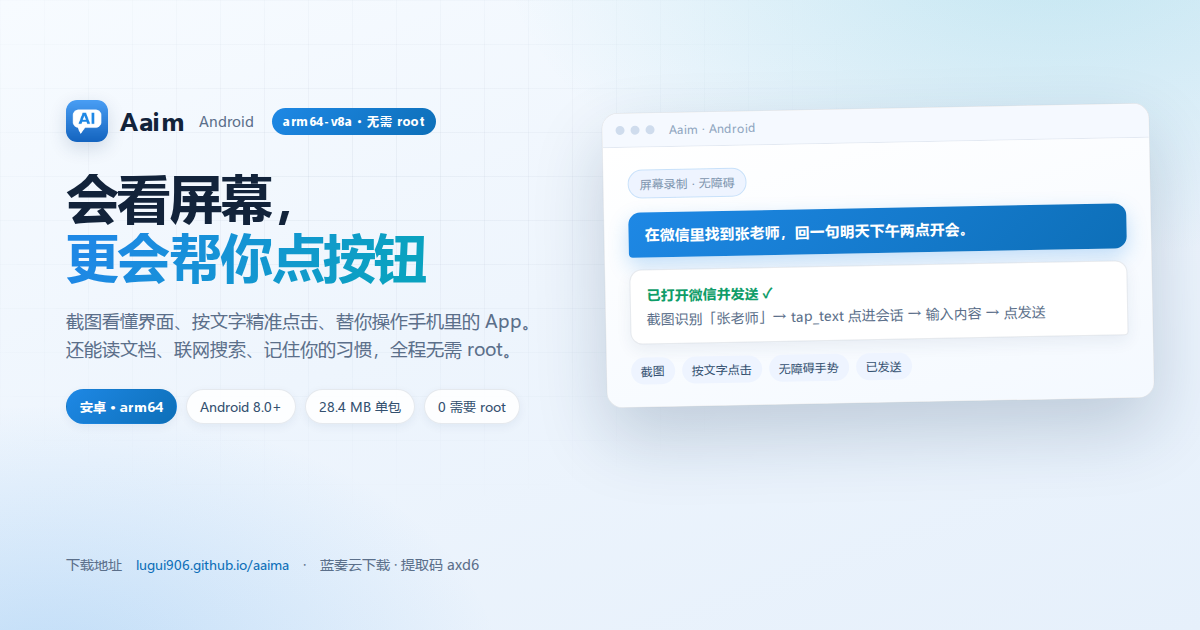 AI
Aaim Android arm64-v8a · 无需 root
会看屏幕，
更会帮你点按钮
截图看懂界面、按文字精准点击、替你操作手机里的 App。
还能读文档、联网搜索、记住你的习惯，全程无需 root。
安卓 · arm64
Android 8.0+
28.4 MB 单包
0 需要 root
Aaim · Android
屏幕录制 · 无障碍
在微信里找到张老师，回一句明天下午两点开会。
已打开微信并发送 ✓
截图识别「张老师」→ tap_text 点进会话 → 输入内容 → 点发送
截图
按文字点击
无障碍手势
已发送
下载地址 lugui906.github.io/aaima · 蓝奏云下载 · 提取码 axd6